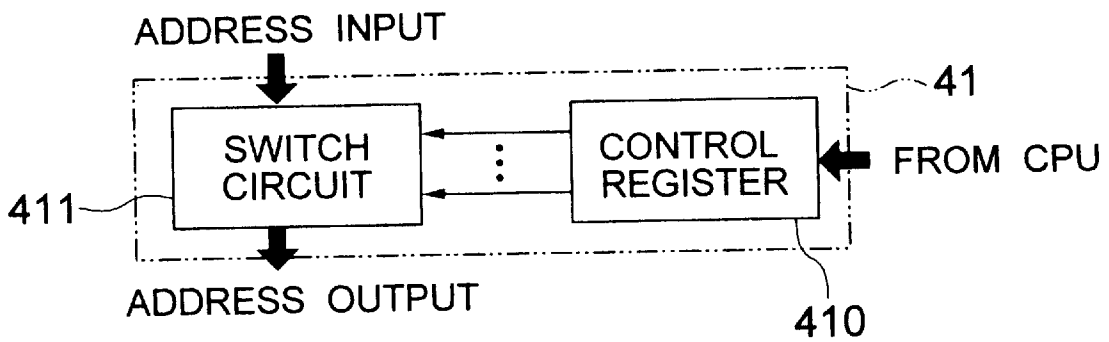 ADDRESS INPUT
41
SWITCH
CIRCUIT
CONTROL
REGISTER
FROM CPU
411
ADDRESS OUTPUT
410